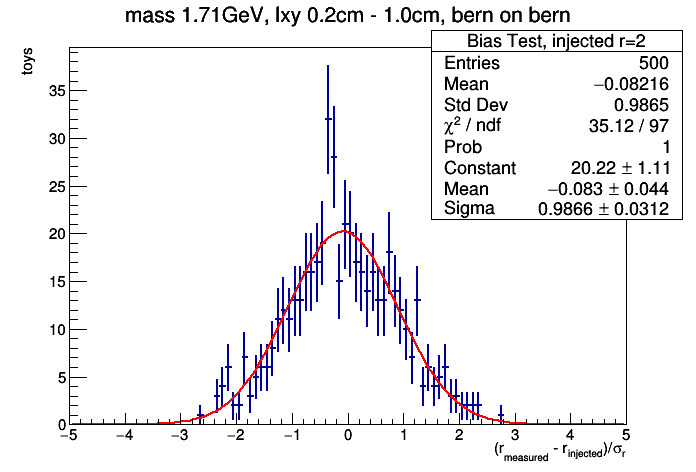 mass 1.71GeV, lxy 0.2cm - 1.0cm, bern on bern
Bias Test, injected r=2
Entries 500
Mean −0.08216
Std Dev 0.9865
χ² / ndf 35.12 / 97
Prob 1
Constant 20.22 ± 1.11
Mean −0.083 ± 0.044
Sigma 0.9866 ± 0.0312
toys
35
30
25
20
15
10
5
0
−5 −4 −3 −2 −1 0 1 2 3 4 5
(r_measured - r_injected)/σ_r